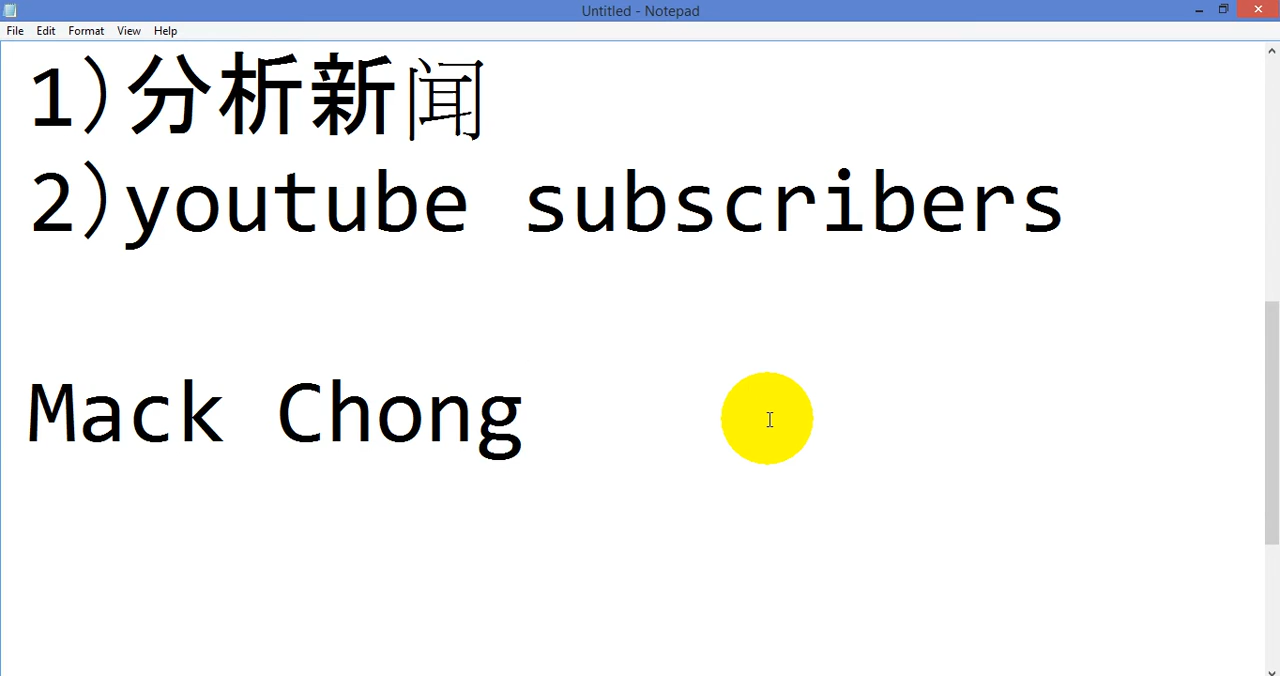 Untitled - Notepad
File Edit Format View Help
1)分析新闻
2)youtube subscribers
Mack Chong